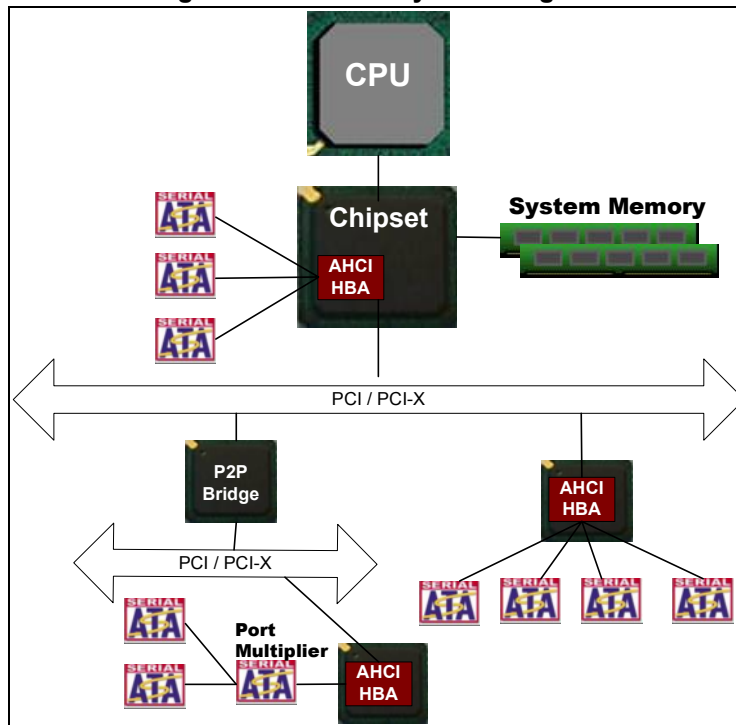 CPU
Chipset
System Memory
SERIAL
ATA
AHCI
HBA
SERIAL
ATA
SERIAL
ATA
PCI / PCI-X
P2P
Bridge
AHCI
HBA
PCI / PCI-X
SERIAL
ATA
SERIAL
ATA
SERIAL
ATA
SERIAL
ATA
SERIAL
ATA
Port
Multiplier
SERIAL
ATA
SERIAL
ATA
AHCI
HBA